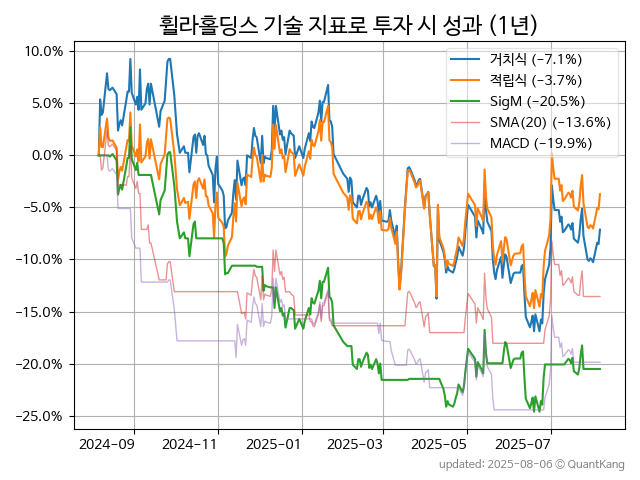 휠라홀딩스 기술 지표로 투자 시 성과 (1년)
10.0%
5.0%
0.0%
−5.0%
−10.0%
−15.0%
−20.0%
−25.0%
거치식 (−7.1%)
적립식 (−3.7%)
SigM (−20.5%)
SMA(20) (−13.6%)
MACD (−19.9%)
2024-09
2024-11
2025-01
2025-03
2025-05
2025-07
updated: 2025-08-06 ⓒ QuantKang